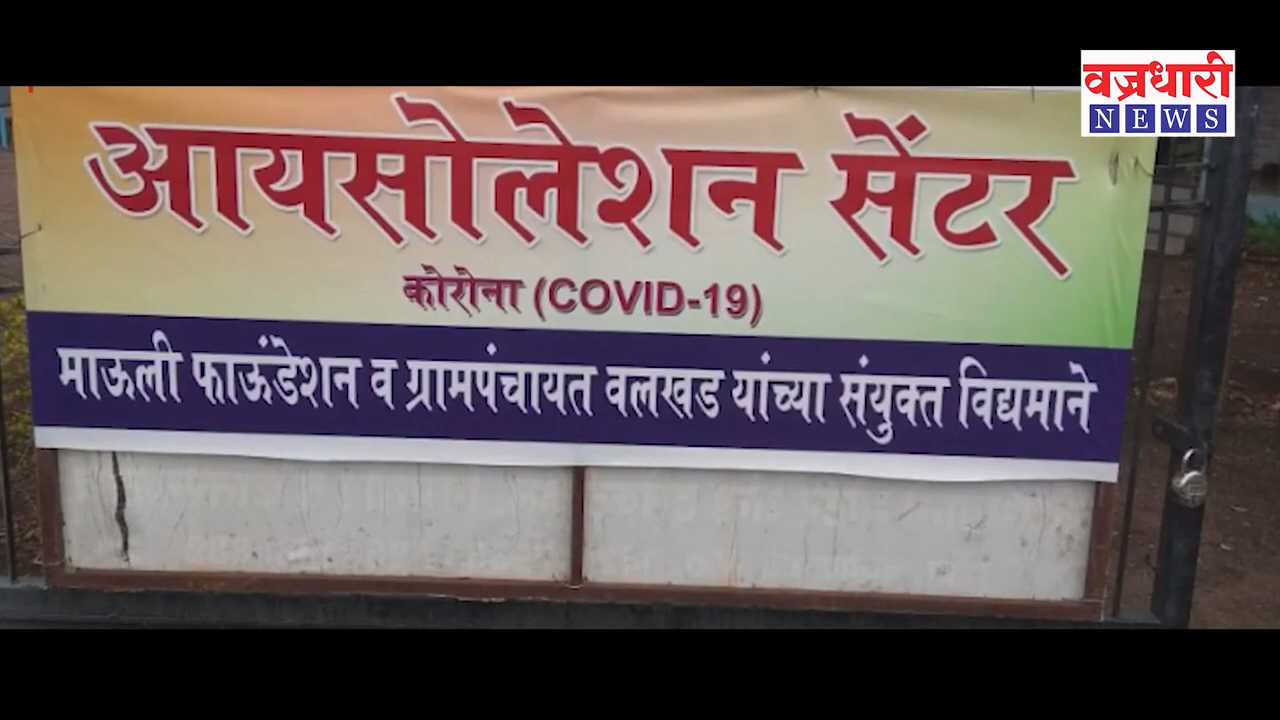 वज्रधारी
NEWS
आयसोलेशन सेंटर
कोरोना (COVID-19)
माऊली फाऊंडेशन व ग्रामपंचायत वलखड यांच्या संयुक्त विद्यमाने